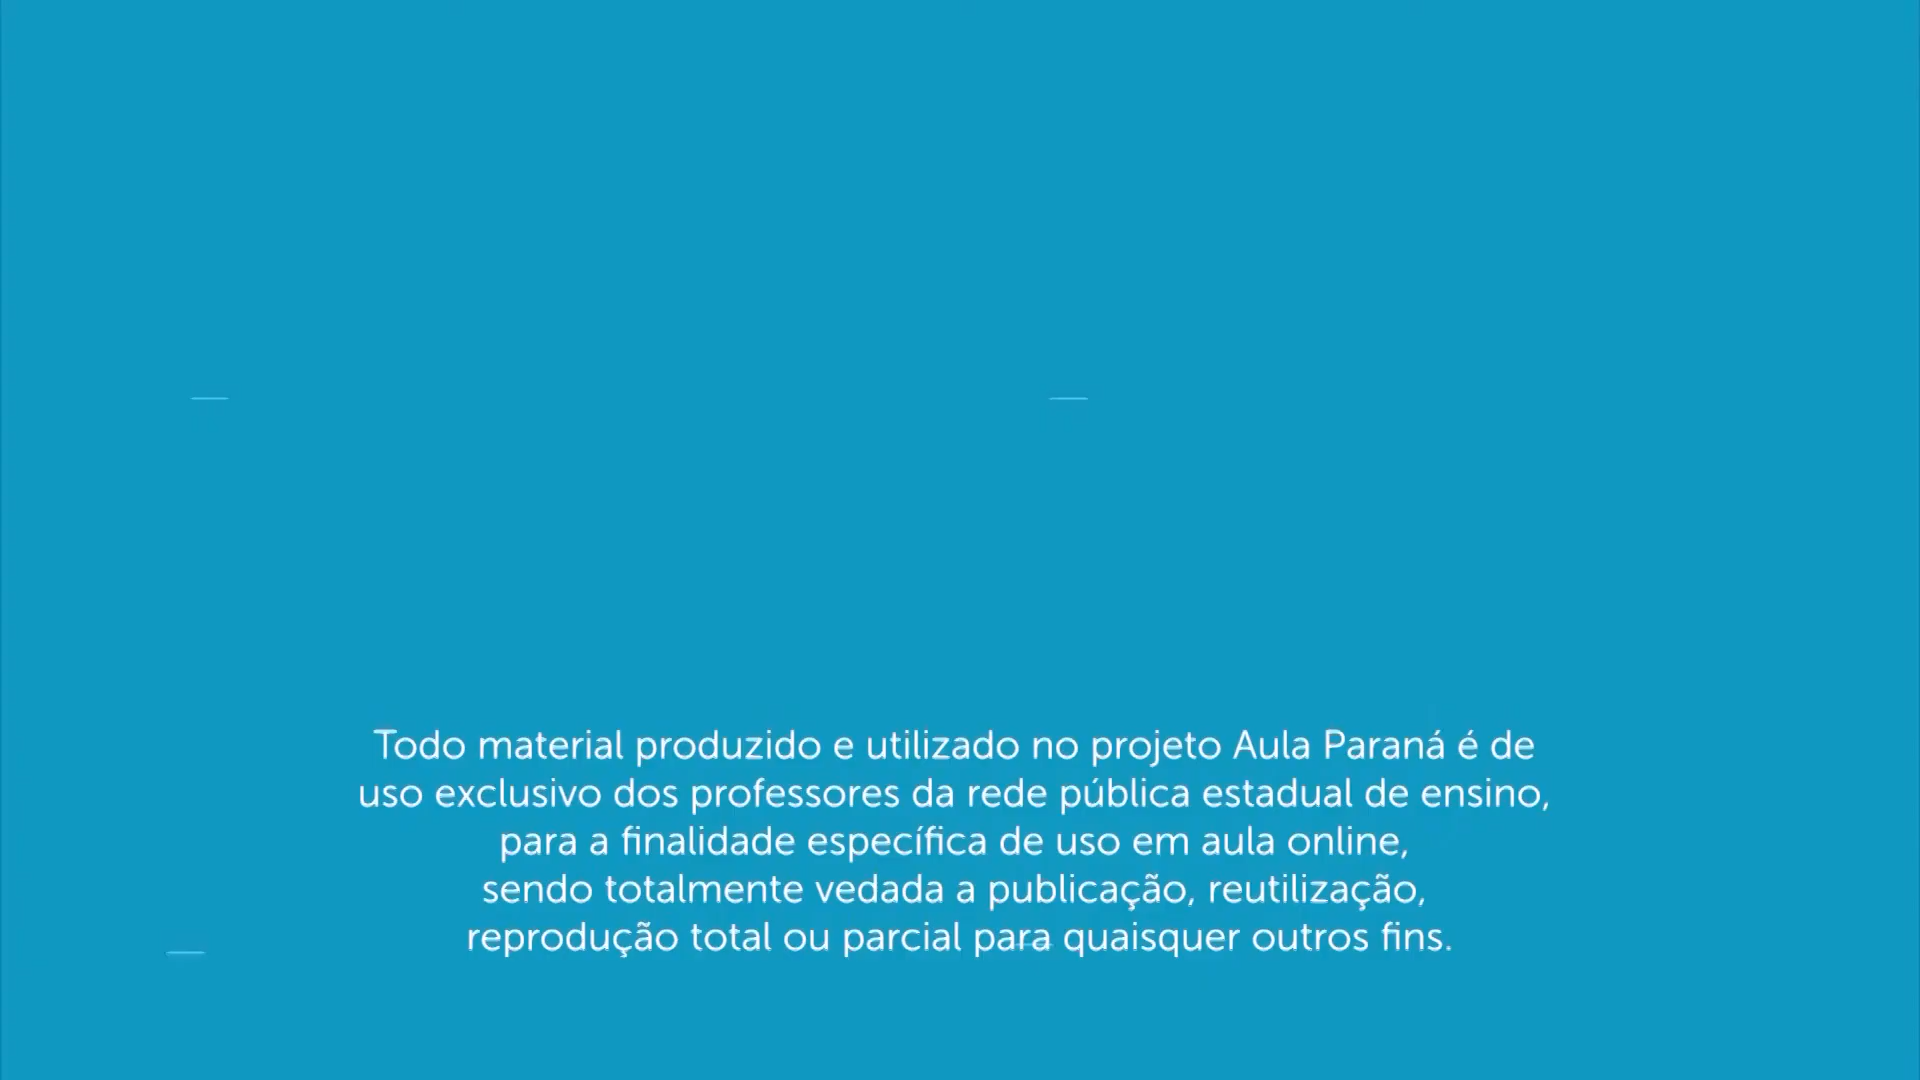 Todo material produzido e utilizado no projeto Aula Paraná é de
uso exclusivo dos professores da rede pública estadual de ensino,
para a finalidade específica de uso em aula online,
sendo totalmente vedada a publicação, reutilização,
reprodução total ou parcial para quaisquer outros fins.